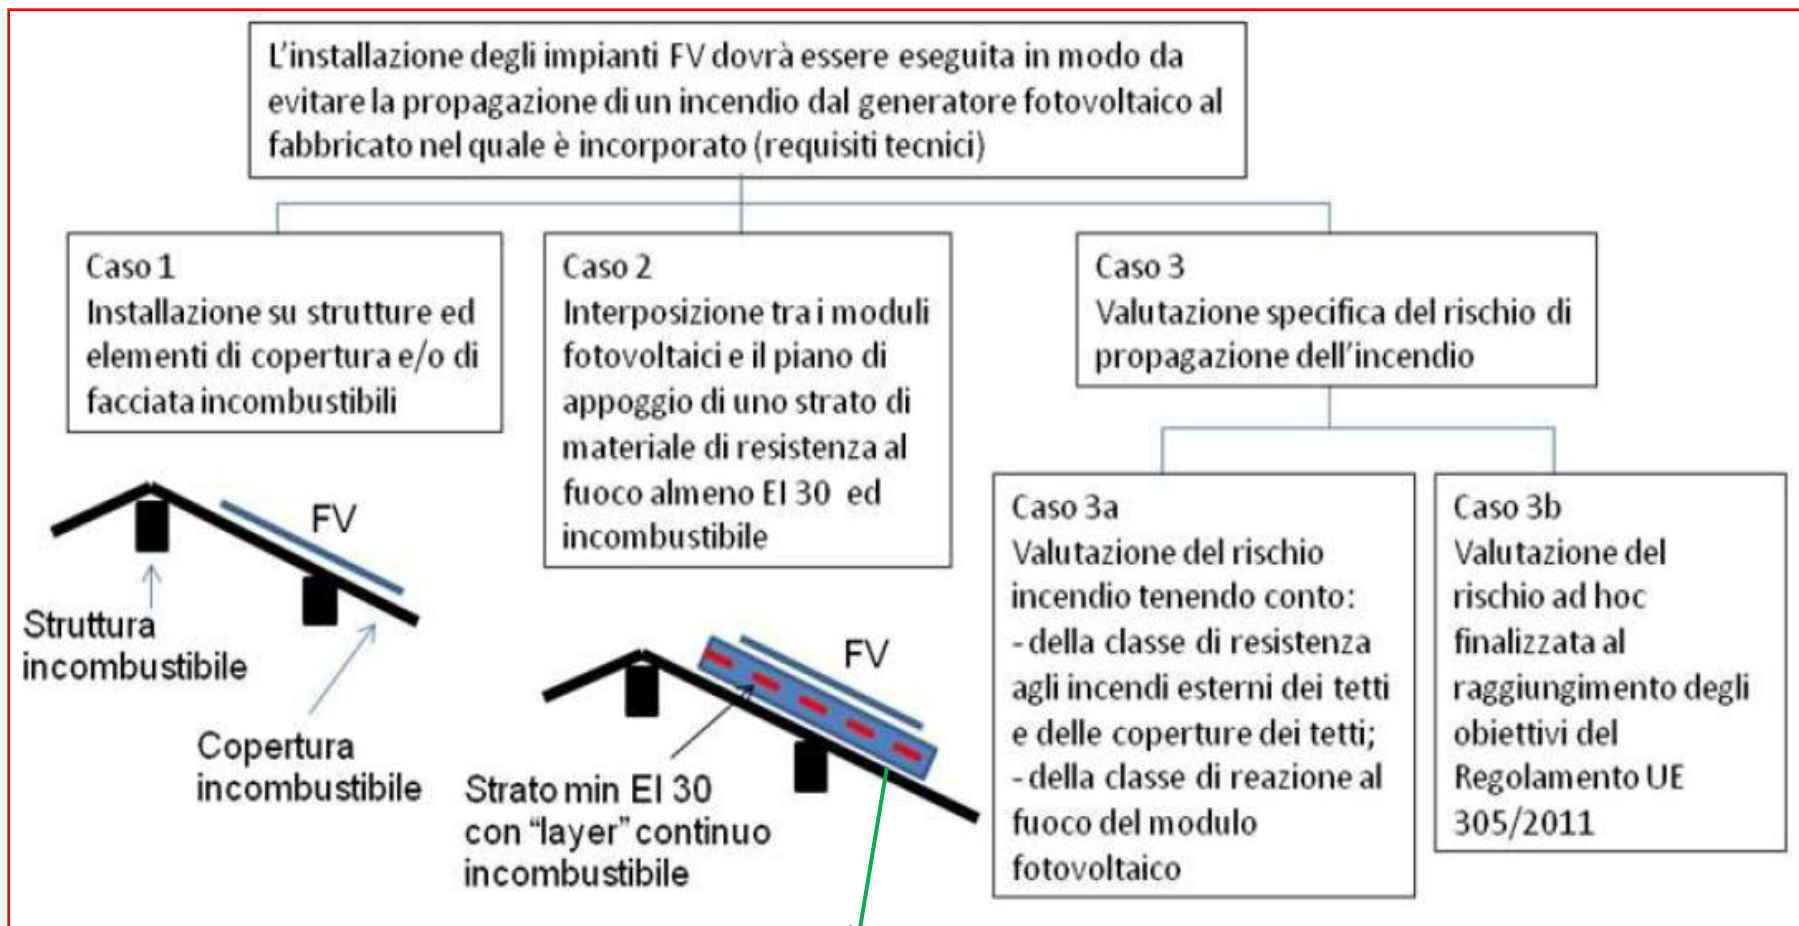 L'installazione degli impianti FV dovrà essere eseguita in modo da
evitare la propagazione di un incendio dal generatore fotovoltaico al
fabbricato nel quale è incorporato (requisiti tecnici)
Caso 1
Installazione su strutture ed
elementi di copertura e/o di
facciata incombustibili
Caso 2
Interposizione tra i moduli
fotovoltaici e il piano di
appoggio di uno strato di
materiale di resistenza al
fuoco almeno EI 30 ed
incombustibile
Caso 3
Valutazione specifica del rischio di
propagazione dell'incendio
Caso 3a
Valutazione del rischio
incendio tenendo conto:
- della classe di resistenza
agli incendi esterni dei tetti
e delle coperture dei tetti;
- della classe di reazione al
fuoco del modulo
fotovoltaico
Caso 3b
Valutazione del
rischio ad hoc
finalizzata al
raggiungimento degli
obiettivi del
Regolamento UE
305/2011
FV
Struttura
incombustibile
Copertura
incombustibile
FV
Strato min EI 30
con "layer" continuo
incombustibile